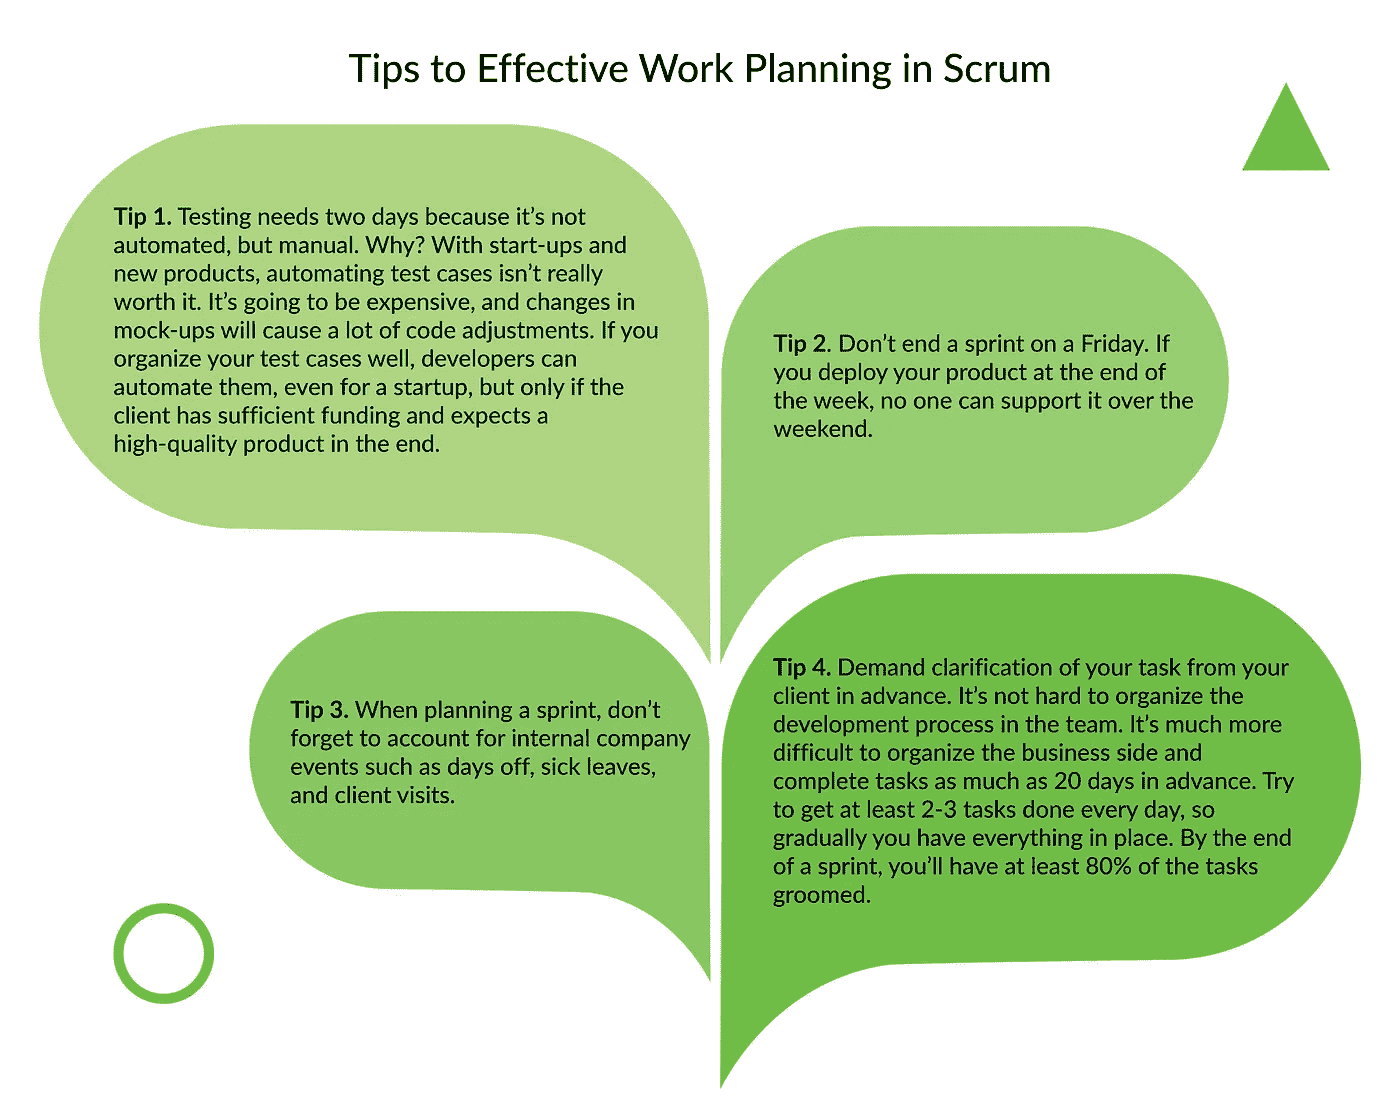 Tips to Effective Work Planning in Scrum
Tip 1. Testing needs two days because it’s not
automated, but manual. Why? With start-ups and
new products, automating test cases isn’t really
worth it. It’s going to be expensive, and changes in
mock-ups will cause a lot of code adjustments. If you
organize your test cases well, developers can
automate them, even for a startup, but only if the
client has sufficient funding and expects a
high-quality product in the end.
Tip 2. Don’t end a sprint on a Friday. If
you deploy your product at the end of
the week, no one can support it over the
weekend.
Tip 3. When planning a sprint, don’t
forget to account for internal company
events such as days off, sick leaves,
and client visits.
Tip 4. Demand clarification of your task from your
client in advance. It’s not hard to organize the
development process in the team. It’s much more
difficult to organize the business side and
complete tasks as much as 20 days in advance. Try
to get at least 2-3 tasks done every day, so
gradually you have everything in place. By the end
of a sprint, you’ll have at least 80% of the tasks
groomed.